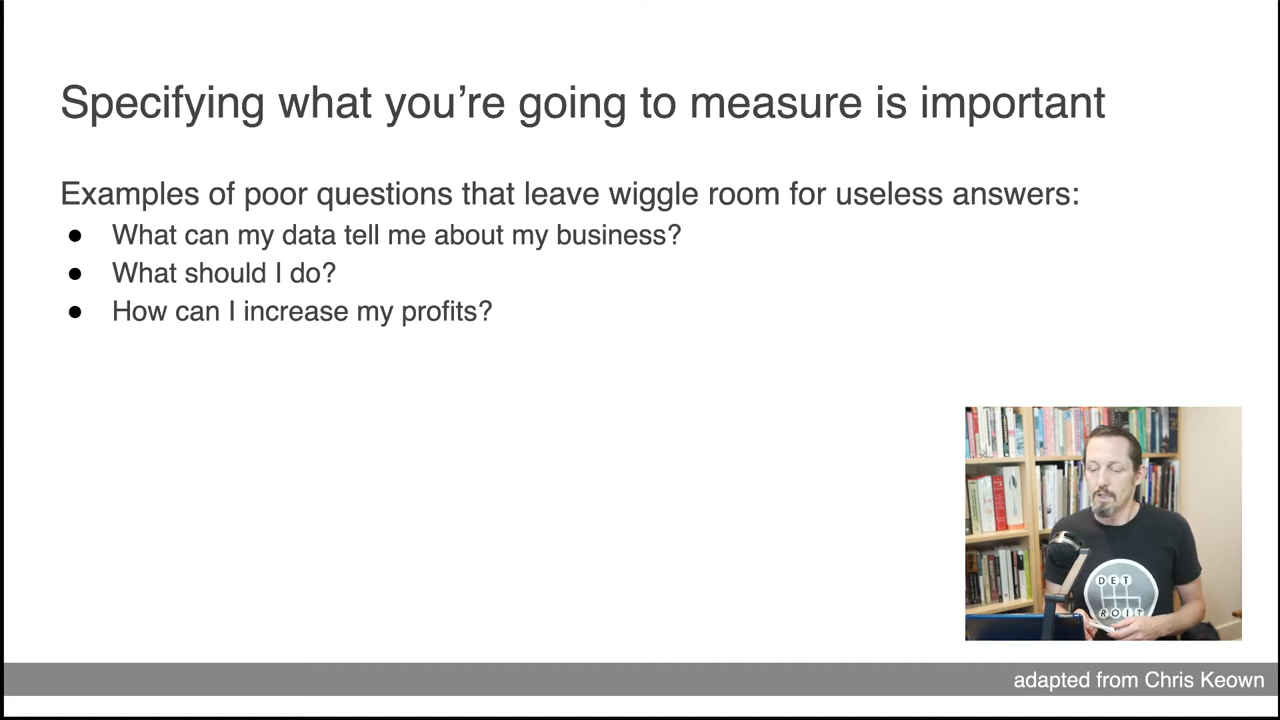 Specifying what you’re going to measure is important
Examples of poor questions that leave wiggle room for useless answers:
● What can my data tell me about my business?
● What should I do?
● How can I increase my profits?
DET
ROIT
adapted from Chris Keown